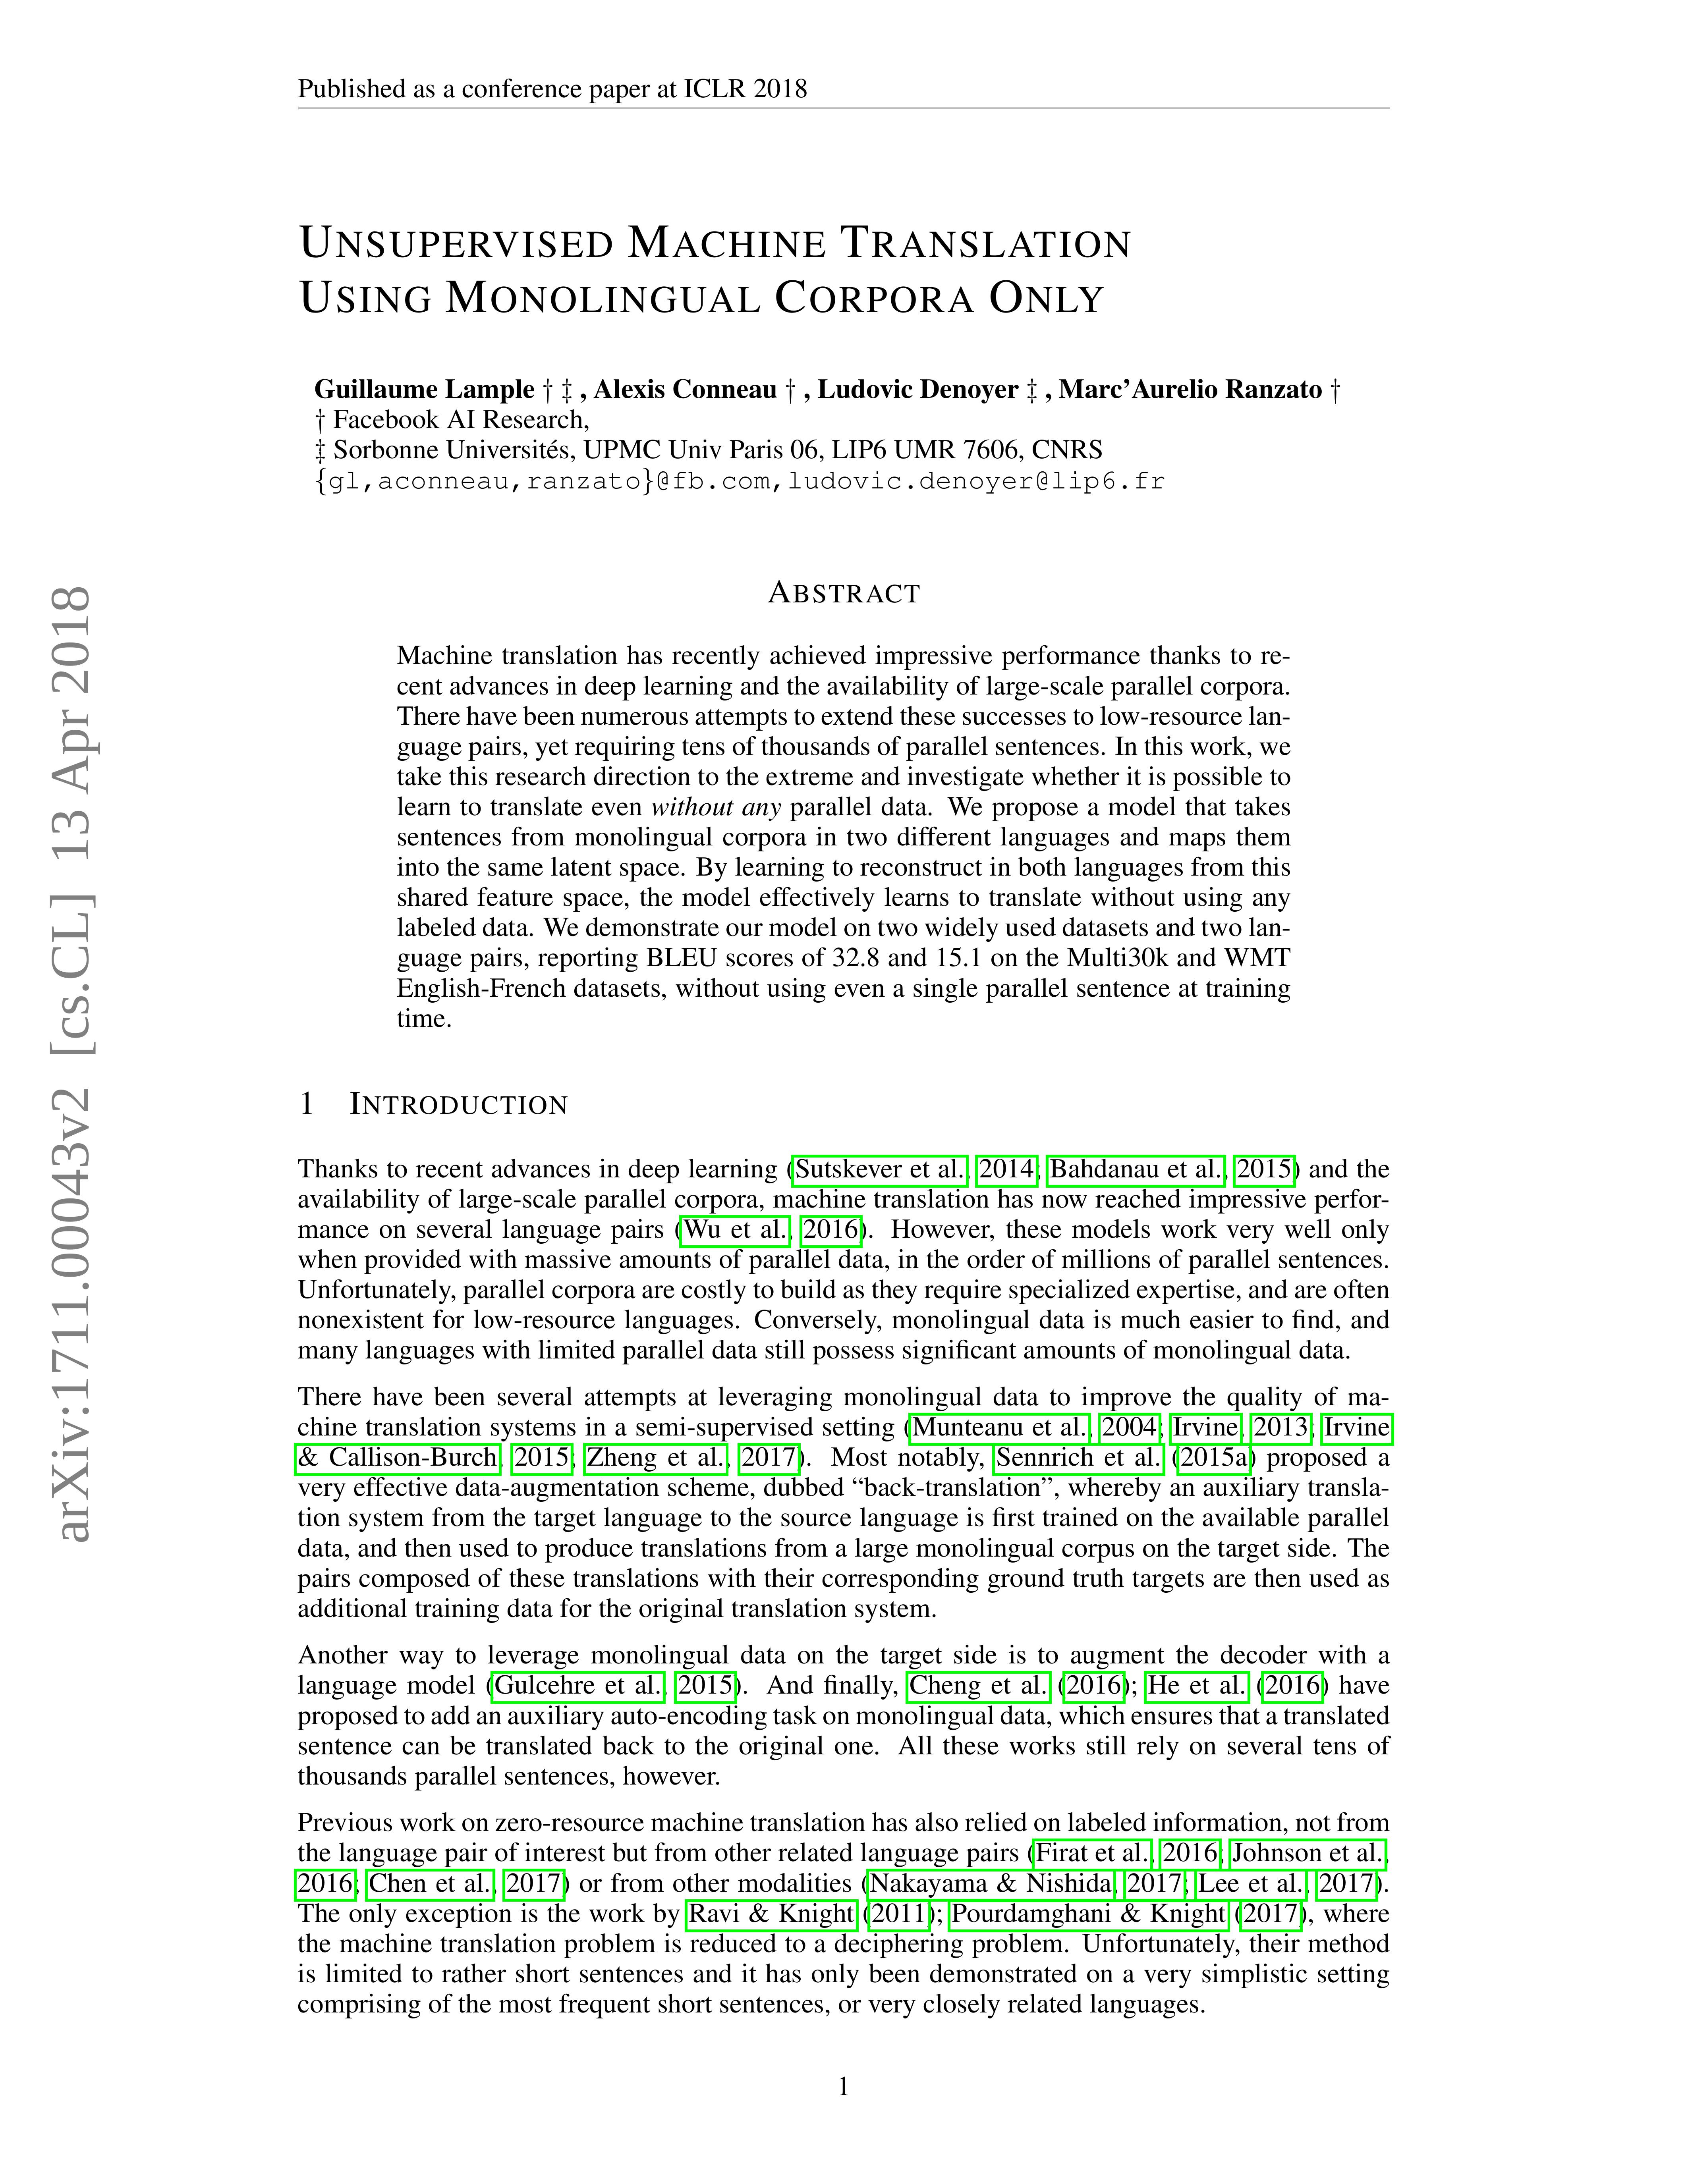 Published as a conference paper at ICLR 2018
UNSUPERVISED MACHINE TRANSLATION
USING MONOLINGUAL CORPORA ONLY
Guillaume Lample † ‡ , Alexis Conneau † , Ludovic Denoyer ‡ , Marc'Aurelio Ranzato †
† Facebook AI Research,
‡ Sorbonne Universités, UPMC Univ Paris 06, LIP6 UMR 7606, CNRS
{gl,aconneau,ranzato}@fb.com,ludovic.denoyer@lip6.fr
ABSTRACT
Machine translation has recently achieved impressive performance thanks to re-
cent advances in deep learning and the availability of large-scale parallel corpora.
There have been numerous attempts to extend these successes to low-resource lan-
guage pairs, yet requiring tens of thousands of parallel sentences. In this work, we
take this research direction to the extreme and investigate whether it is possible to
learn to translate even without any parallel data. We propose a model that takes
sentences from monolingual corpora in two different languages and maps them
into the same latent space. By learning to reconstruct in both languages from this
shared feature space, the model effectively learns to translate without using any
labeled data. We demonstrate our model on two widely used datasets and two lan-
guage pairs, reporting BLEU scores of 32.8 and 15.1 on the Multi30k and WMT
English-French datasets, without using even a single parallel sentence at training
time.
1 INTRODUCTION
Thanks to recent advances in deep learning (Sutskever et al., 2014; Bahdanau et al., 2015) and the
availability of large-scale parallel corpora, machine translation has now reached impressive perfor-
mance on several language pairs (Wu et al., 2016). However, these models work very well only
when provided with massive amounts of parallel data, in the order of millions of parallel sentences.
Unfortunately, parallel corpora are costly to build as they require specialized expertise, and are often
nonexistent for low-resource languages. Conversely, monolingual data is much easier to find, and
many languages with limited parallel data still possess significant amounts of monolingual data.
There have been several attempts at leveraging monolingual data to improve the quality of ma-
chine translation systems in a semi-supervised setting (Munteanu et al., 2004; Irvine, 2013; Irvine
& Callison-Burch, 2015; Zheng et al., 2017). Most notably, Sennrich et al. (2015a) proposed a
very effective data-augmentation scheme, dubbed “back-translation”, whereby an auxiliary transla-
tion system from the target language to the source language is first trained on the available parallel
data, and then used to produce translations from a large monolingual corpus on the target side. The
pairs composed of these translations with their corresponding ground truth targets are then used as
additional training data for the original translation system.
Another way to leverage monolingual data on the target side is to augment the decoder with a
language model (Gulcehre et al., 2015). And finally, Cheng et al. (2016); He et al. (2016) have
proposed to add an auxiliary auto-encoding task on monolingual data, which ensures that a translated
sentence can be translated back to the original one. All these works still rely on several tens of
thousands parallel sentences, however.
Previous work on zero-resource machine translation has also relied on labeled information, not from
the language pair of interest but from other related language pairs (Firat et al., 2016; Johnson et al.,
2016; Chen et al., 2017) or from other modalities (Nakayama & Nishida, 2017; Lee et al., 2017).
The only exception is the work by Ravi & Knight (2011); Pourdamghani & Knight (2017), where
the machine translation problem is reduced to a deciphering problem. Unfortunately, their method
is limited to rather short sentences and it has only been demonstrated on a very simplistic setting
comprising of the most frequent short sentences, or very closely related languages.
1
arXiv:1711.00043v2 [cs.CL] 13 Apr 2018